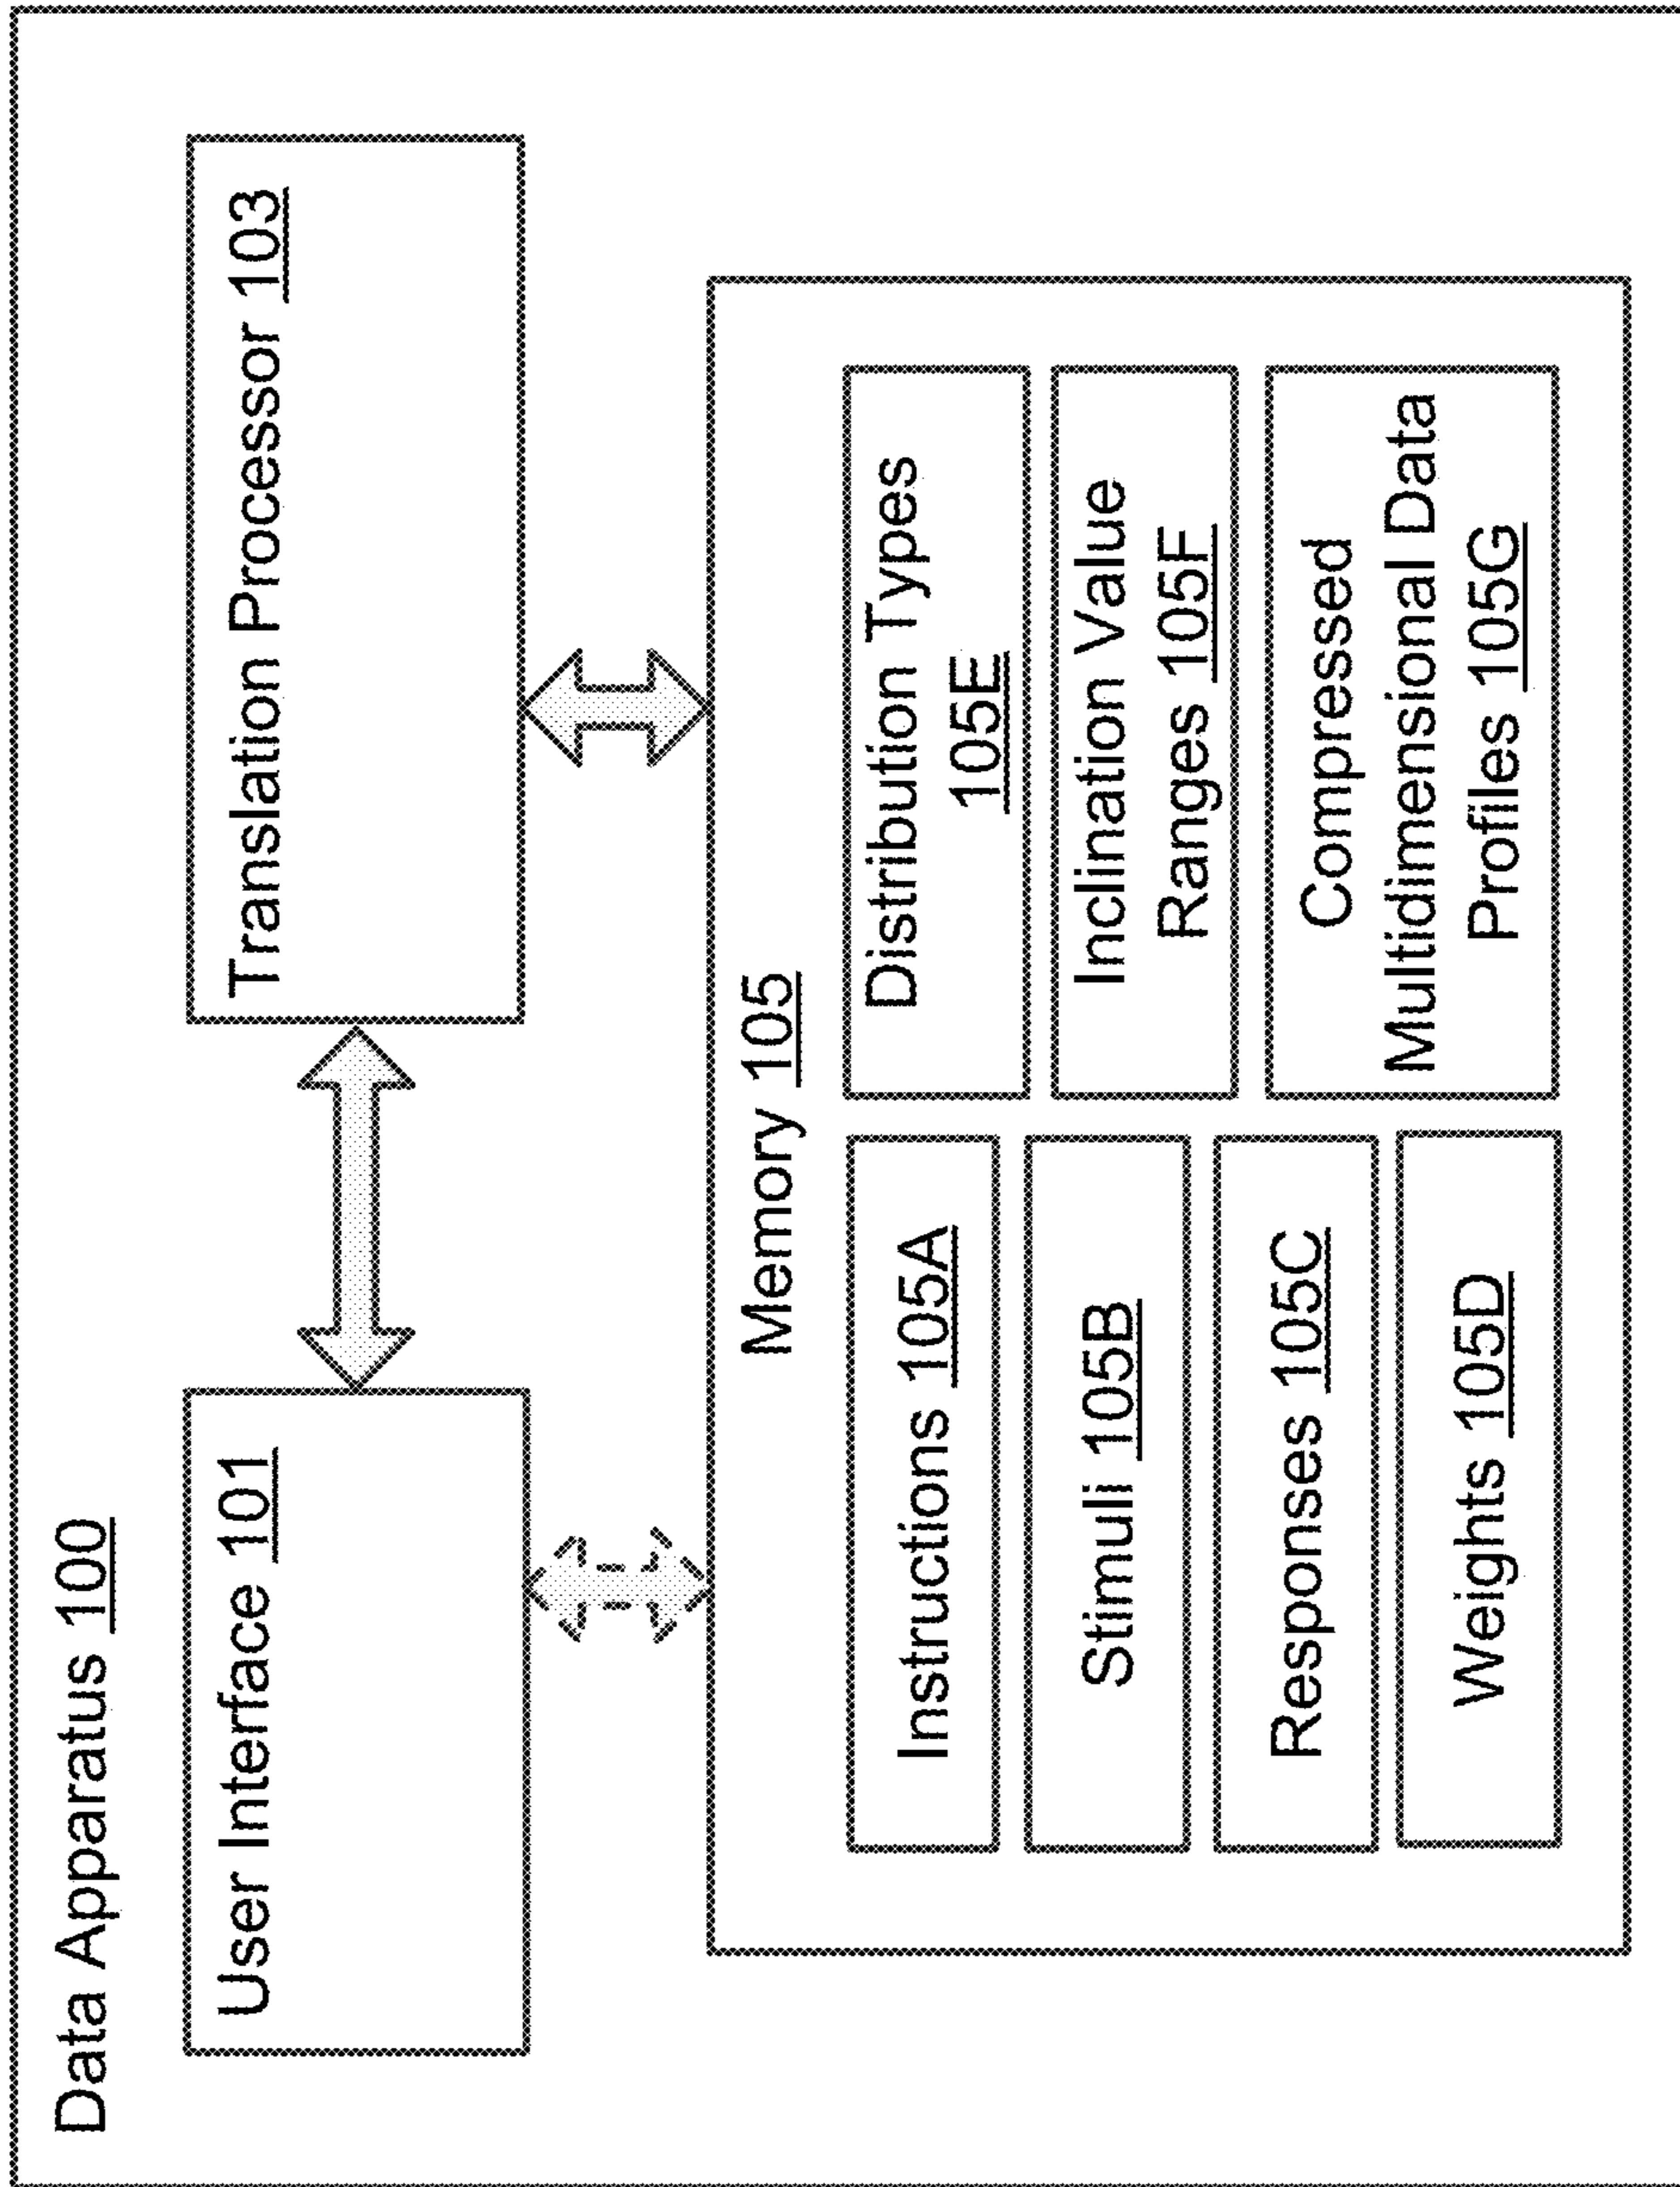 Data Apparatus 100
User Interface 101
Translation Processor 103
Memory 105
Instructions 105A
Stimuli 105B
Responses 105C
Weights 105D
Distribution Types
105E
Inclination Value
Ranges 105F
Compressed
Multidimensional Data
Profiles 105G